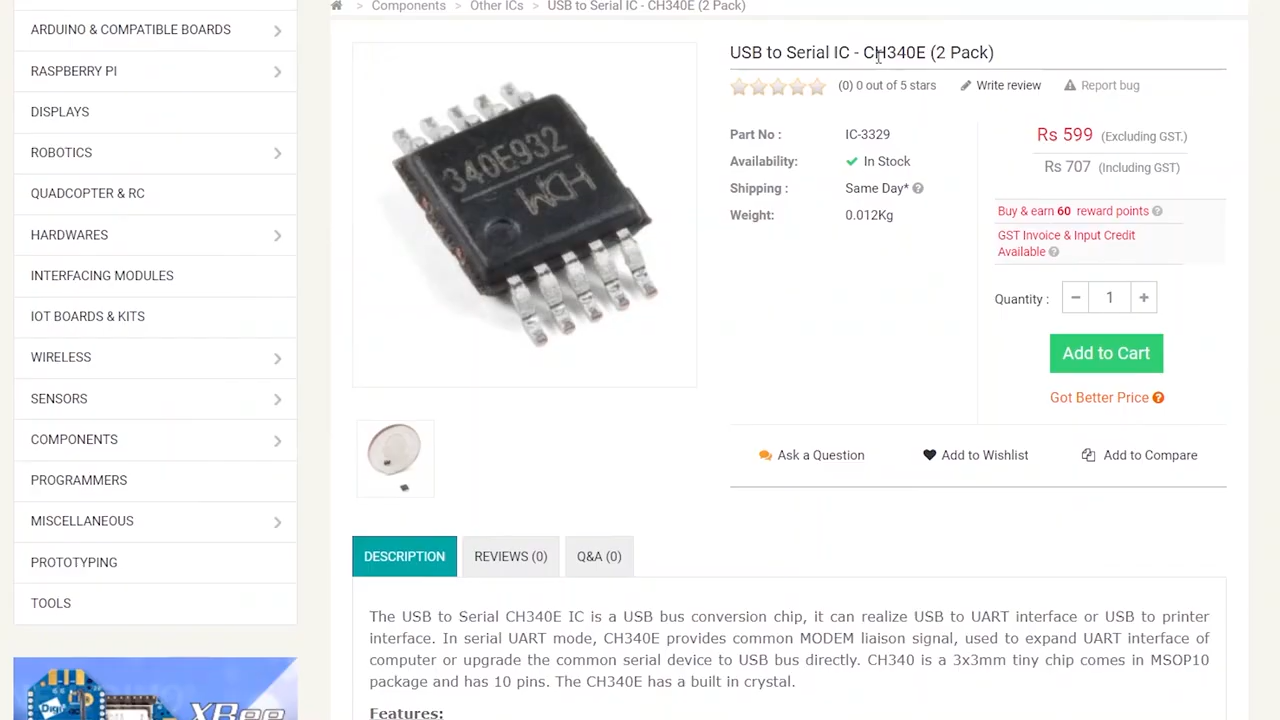 Components > Other ICs > USB to Serial IC - CH340E (2 Pack)
ARDUINO & COMPATIBLE BOARDS
RASPBERRY PI
DISPLAYS
ROBOTICS
QUADCOPTER & RC
HARDWARES
INTERFACING MODULES
IOT BOARDS & KITS
WIRELESS
SENSORS
COMPONENTS
PROGRAMMERS
MISCELLANEOUS
PROTOTYPING
TOOLS
XBee
340E932
WCH
USB to Serial IC - CH340E (2 Pack)
(0) 0 out of 5 stars Write review Report bug
Part No : IC-3329
Availability: In Stock
Shipping : Same Day*
Weight: 0.012Kg
Rs 599 (Excluding GST.)
Rs 707 (Including GST)
Buy & earn 60 reward points
GST Invoice & Input Credit
Available
Quantity : − 1 +
Add to Cart
Got Better Price
Ask a Question Add to Wishlist Add to Compare
DESCRIPTION REVIEWS (0) Q&A (0)
The USB to Serial CH340E IC is a USB bus conversion chip, it can realize USB to UART interface or USB to printer
interface. In serial UART mode, CH340E provides common MODEM liaison signal, used to expand UART interface of
computer or upgrade the common serial device to USB bus directly. CH340 is a 3x3mm tiny chip comes in MSOP10
package and has 10 pins. The CH340E has a built in crystal.
Features: